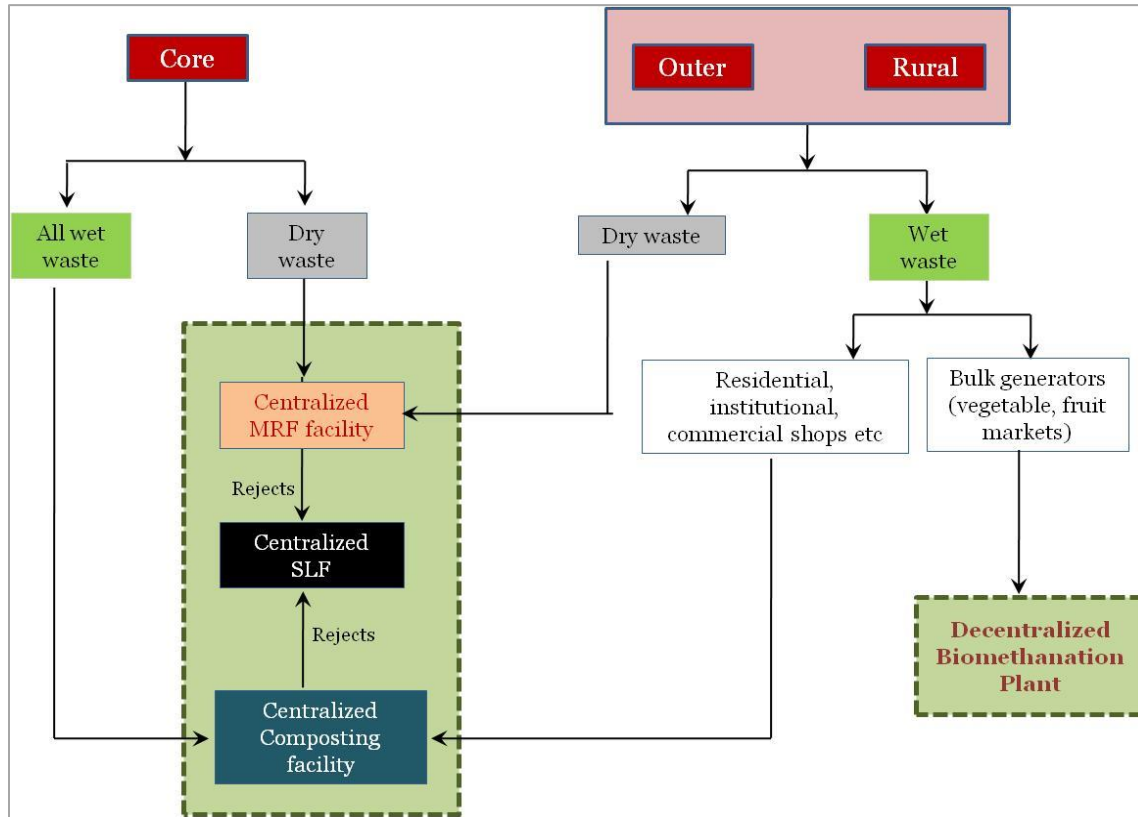 Core
Outer
Rural
All wet
waste
Dry
waste
Dry waste
Wet
waste
Residential,
institutional,
commercial shops etc
Bulk generators
(vegetable, fruit
markets)
Centralized
MRF facility
Rejects
Centralized
SLF
Rejects
Centralized
Composting
facility
Decentralized
Biomethanation
Plant